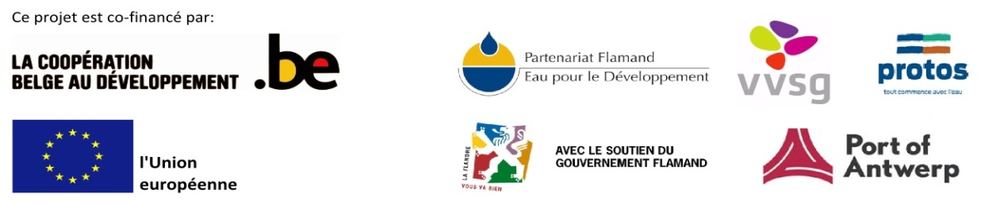 Ce projet est co-financé par:
LA COOPÉRATION
BELGE AU DÉVELOPPEMENT
.be
Partenariat Flamand
Eau pour le Développement
vvsg
protos
tout commence avec l'eau
l'Union
européenne
LA FLANDRE
VOUS VA BIEN
AVEC LE SOUTIEN DU
GOUVERNEMENT FLAMAND
Port of
Antwerp